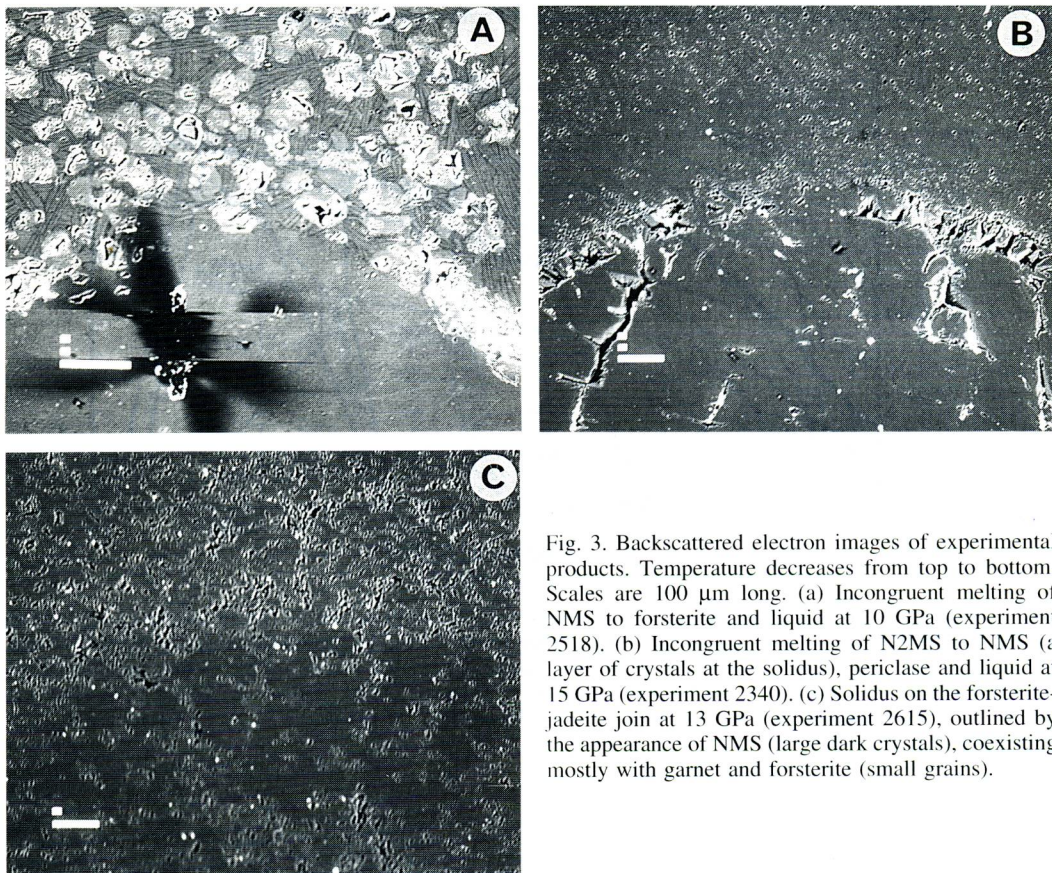 A
B
C
Fig. 3. Backscattered electron images of experimental
products. Temperature decreases from top to bottom.
Scales are 100 μm long. (a) Incongruent melting of
NMS to forsterite and liquid at 10 GPa (experiment
2518). (b) Incongruent melting of N2MS to NMS (a
layer of crystals at the solidus), periclase and liquid at
15 GPa (experiment 2340). (c) Solidus on the forsterite-
jadeite join at 13 GPa (experiment 2615), outlined by
the appearance of NMS (large dark crystals), coexisting
mostly with garnet and forsterite (small grains).